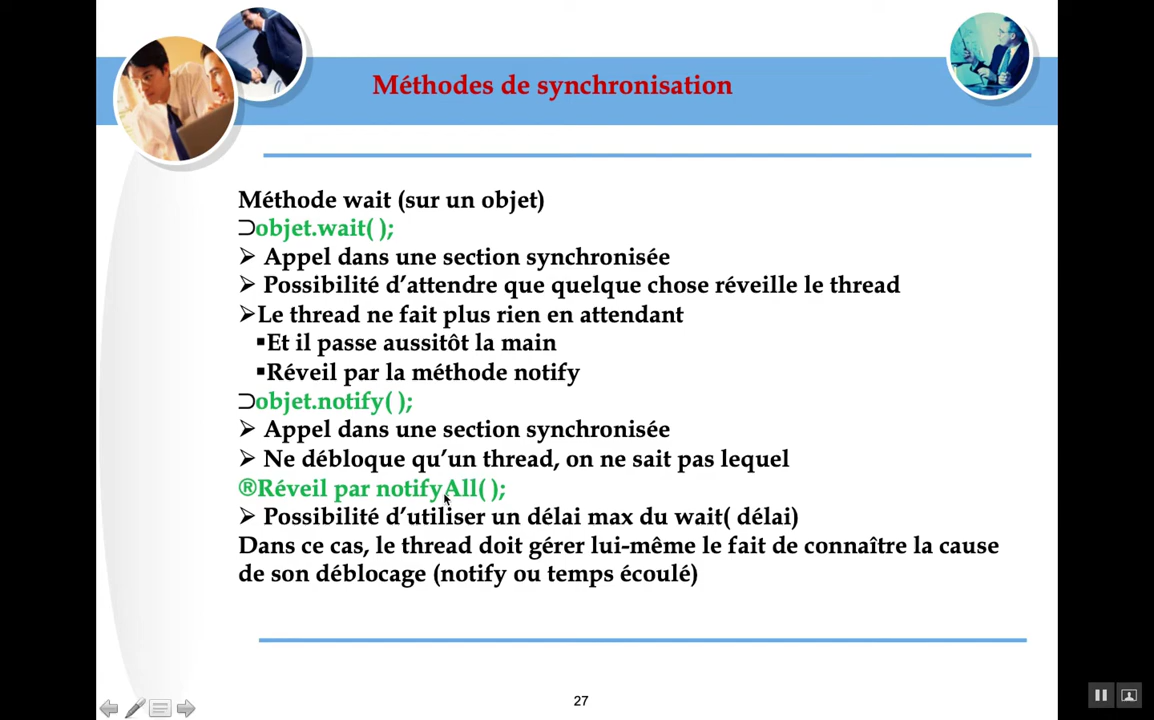 Méthodes de synchronisation
Méthode wait (sur un objet)
⊃objet.wait( );
➢ Appel dans une section synchronisée
➢ Possibilité d’attendre que quelque chose réveille le thread
➢Le thread ne fait plus rien en attendant
▪Et il passe aussitôt la main
▪Réveil par la méthode notify
⊃objet.notify( );
➢ Appel dans une section synchronisée
➢ Ne débloque qu’un thread, on ne sait pas lequel
®Réveil par notifyAll( );
➢ Possibilité d’utiliser un délai max du wait( délai)
Dans ce cas, le thread doit gérer lui-même le fait de connaître la cause
de son déblocage (notify ou temps écoulé)
27